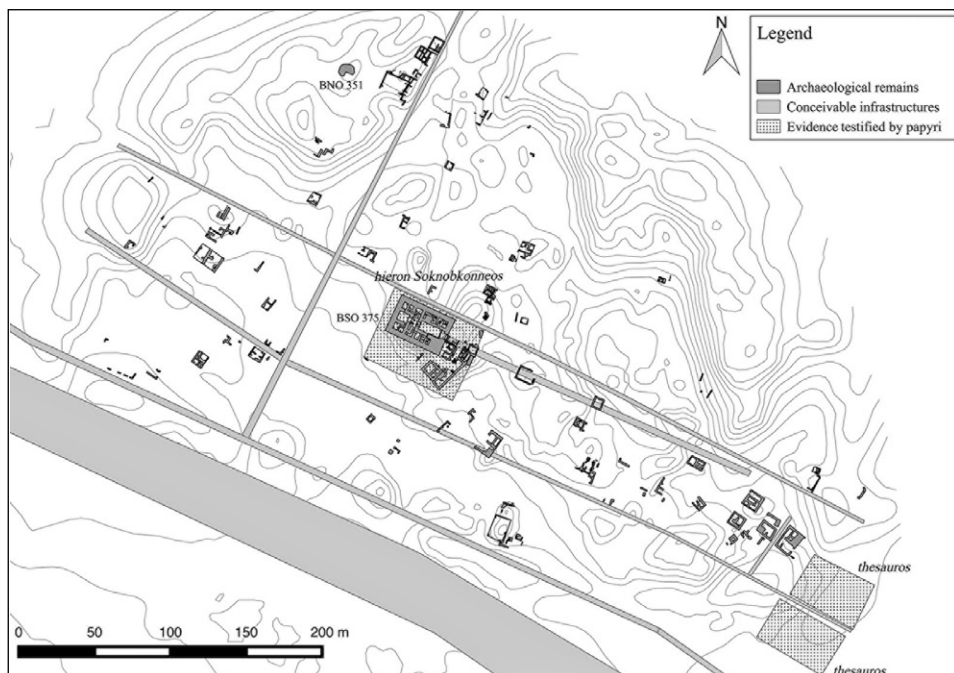 N
Legend
Archaeological remains
Conceivable infrastructures
Evidence testified by papyri
BNO 351
hieron Soknobkonneos
BSO 375
thesauros
thesauros
0 50 100 150 200 m